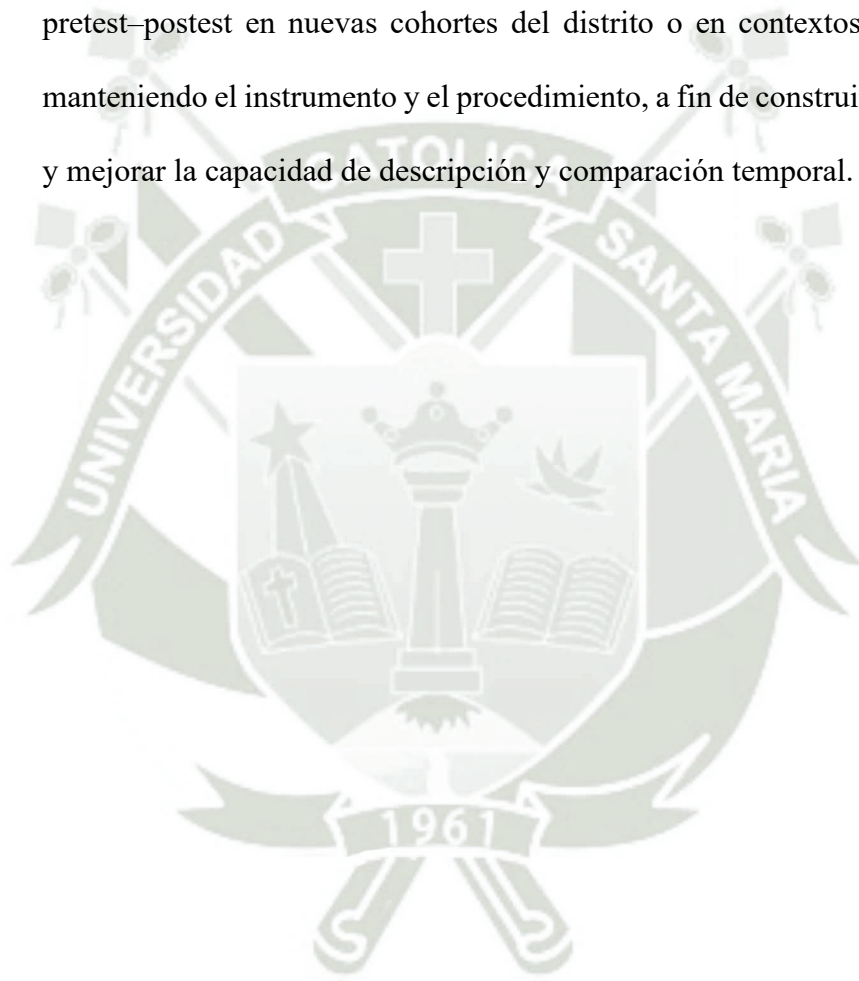 pretest–postest en nuevas cohortes del distrito o en contextos
manteniendo el instrumento y el procedimiento, a fin de construi
y mejorar la capacidad de descripción y comparación temporal.
CATOLICA
UNIVERSIDAD
SANTA MARIA
1961